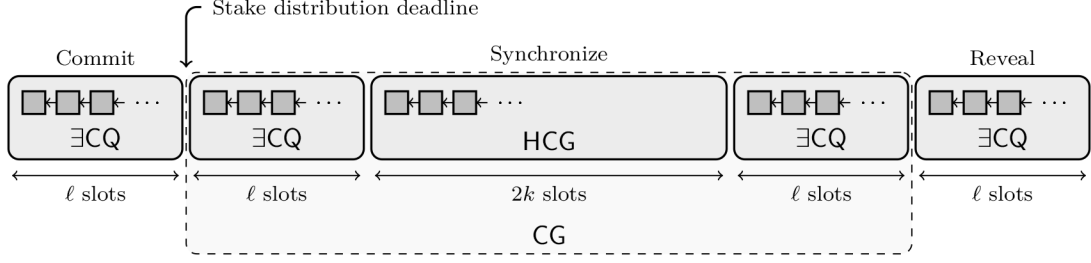 Stake distribution deadline
Commit
Synchronize
Reveal
· · ·
· · ·
· · ·
· · ·
· · ·
∃CQ
∃CQ
HCG
∃CQ
∃CQ
ℓ slots
ℓ slots
2k slots
ℓ slots
ℓ slots
CG